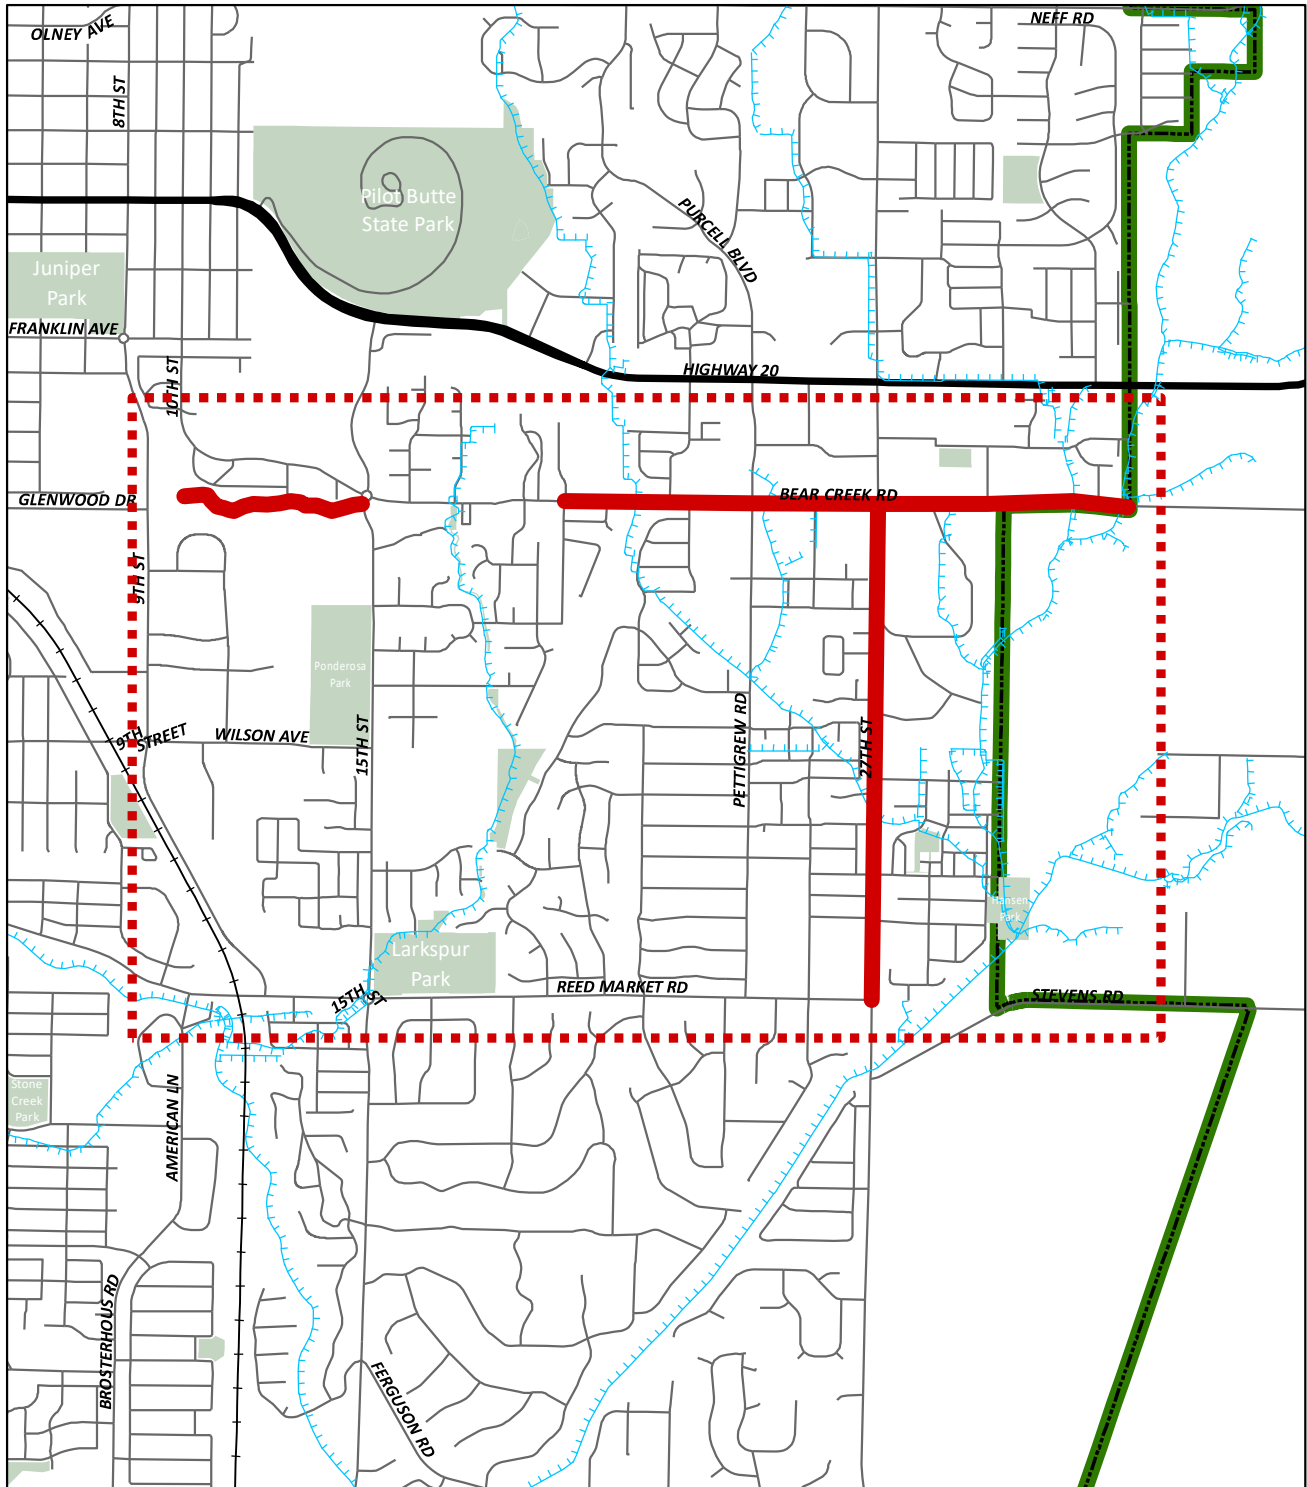 NEFF RD
OLNEY AVE
8TH ST
Pilot Butte
State Park
PURCELL BLVD
Juniper
Park
FRANKLIN AVE
10TH ST
HIGHWAY 20
GLENWOOD DR
BEAR CREEK RD
9TH ST
Ponderosa
Park
PETTIGREW RD
27TH ST
15TH ST
WILSON AVE
9TH
STREET
Hansen
Park
Larkspur
Park
REED MARKET RD
15TH
ST
STEVENS RD
Stone
Creek
Park
AMERICAN LN
BROSTERHOUS RD
FERGUSON RD